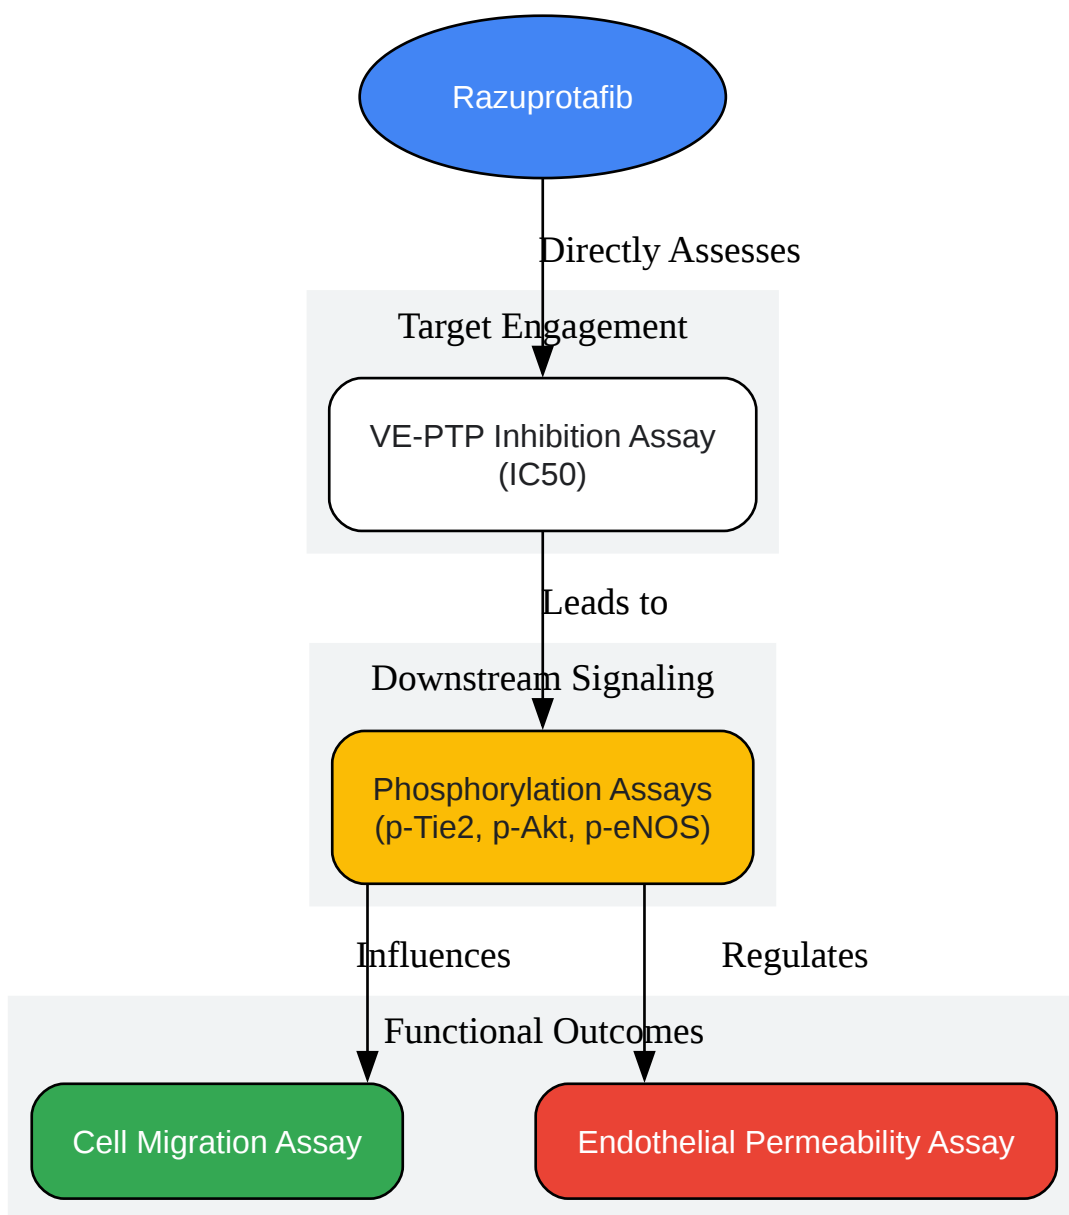 Razuprotafib
Directly Assesses
Target Engagement
VE-PTP Inhibition Assay
(IC50)
Leads to
Downstream Signaling
Phosphorylation Assays
(p-Tie2, p-Akt, p-eNOS)
Influences
Regulates
Functional Outcomes
Cell Migration Assay
Endothelial Permeability Assay